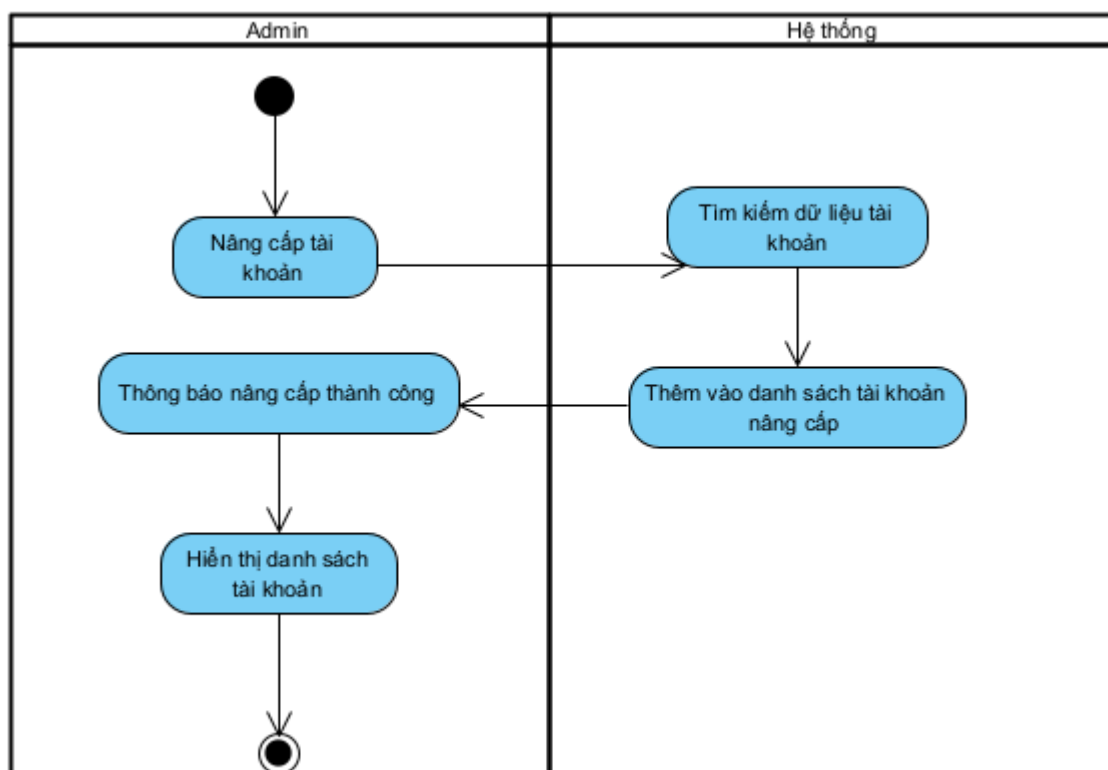 Admin
Hệ thống
Nâng cấp tài
khoản
Tìm kiếm dữ liệu tài
khoản
Thông báo nâng cấp thành công
Thêm vào danh sách tài khoản
nâng cấp
Hiển thị danh sách
tài khoản